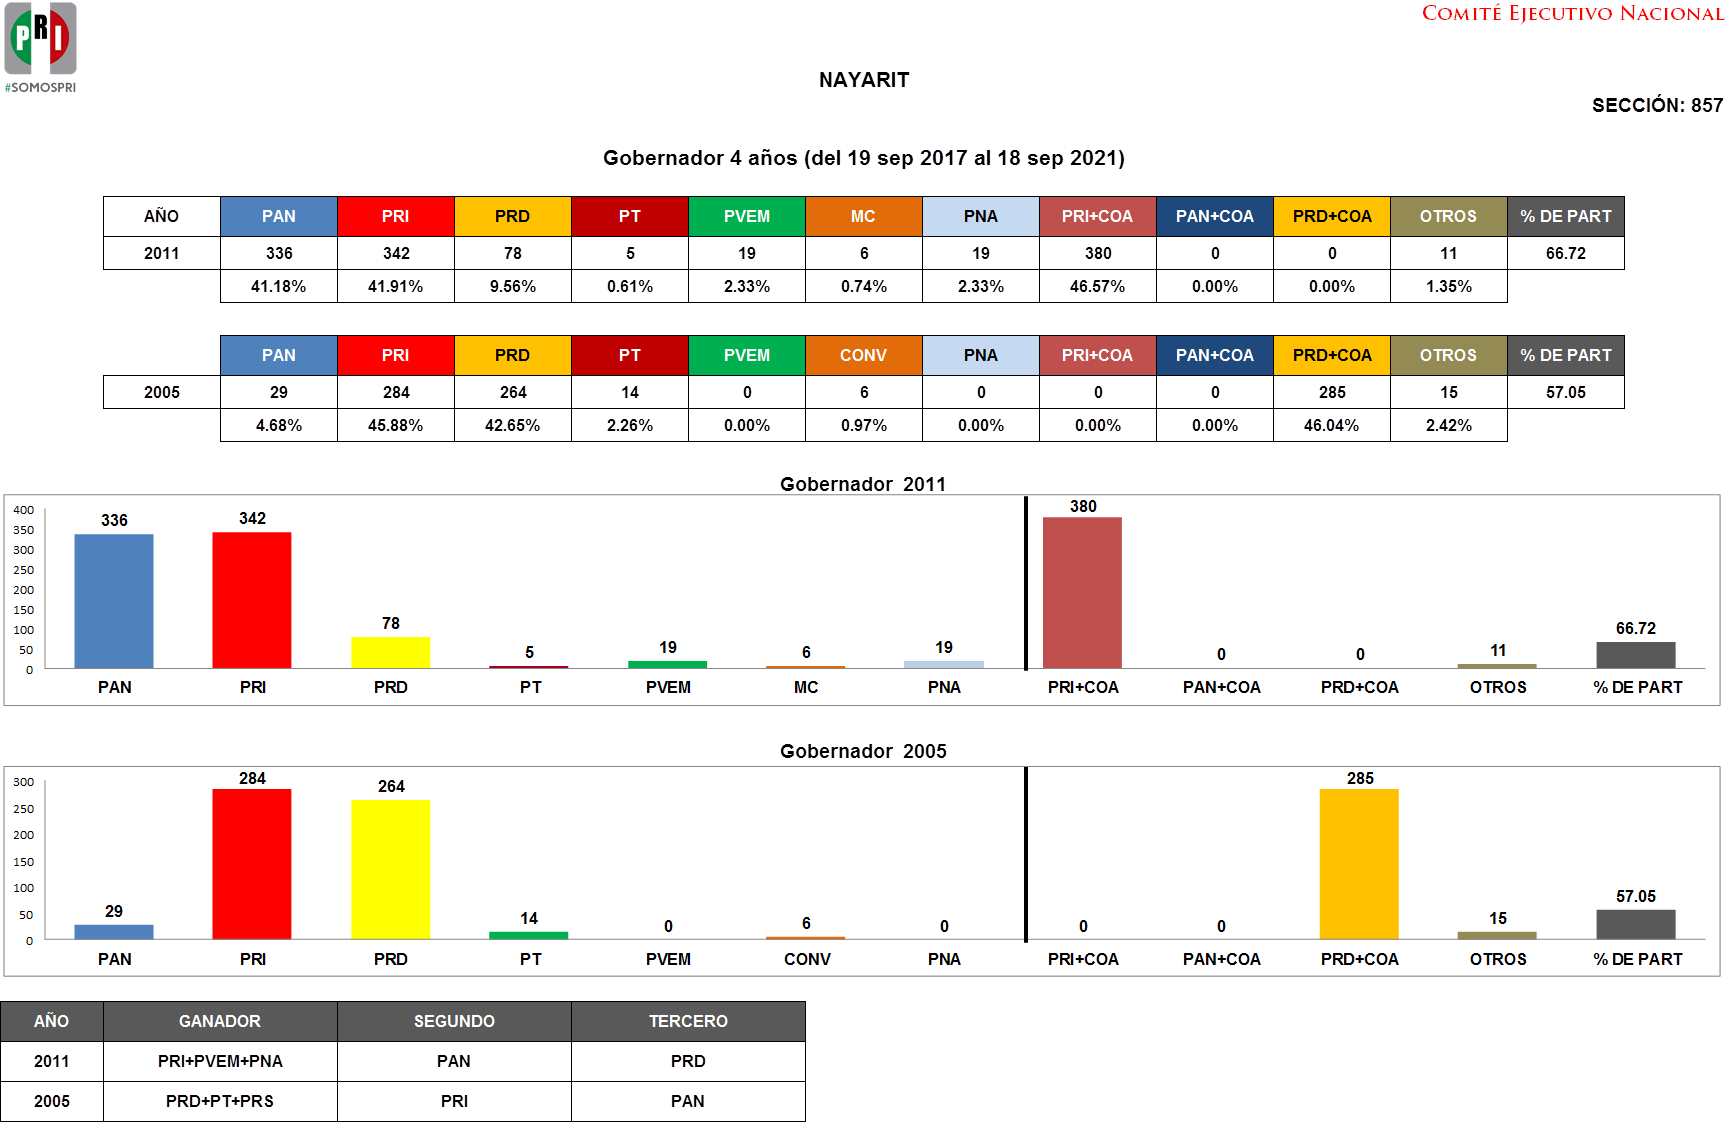 PRI
#SOMOSPRI
COMITÉ EJECUTIVO NACIONAL
NAYARIT
SECCIÓN: 857
Gobernador 4 años (del 19 sep 2017 al 18 sep 2021)
AÑO PAN PRI PRD PT PVEM MC PNA PRI+COA PAN+COA PRD+COA OTROS % DE PART
2011 336 342 78 5 19 6 19 380 0 0 11 66.72
41.18% 41.91% 9.56% 0.61% 2.33% 0.74% 2.33% 46.57% 0.00% 0.00% 1.35%
PAN PRI PRD PT PVEM CONV PNA PRI+COA PAN+COA PRD+COA OTROS % DE PART
2005 29 284 264 14 0 6 0 0 0 285 15 57.05
4.68% 45.88% 42.65% 2.26% 0.00% 0.97% 0.00% 0.00% 0.00% 46.04% 2.42%
Gobernador 2011
400
350
300
250
200
150
100
50
0
336 342 78 5 19 6 19 380 0 0 11 66.72
PAN PRI PRD PT PVEM MC PNA PRI+COA PAN+COA PRD+COA OTROS % DE PART
Gobernador 2005
300
250
200
150
100
50
0
29 284 264 14 0 6 0 0 0 285 15 57.05
PAN PRI PRD PT PVEM CONV PNA PRI+COA PAN+COA PRD+COA OTROS % DE PART
AÑO GANADOR SEGUNDO TERCERO
2011 PRI+PVEM+PNA PAN PRD
2005 PRD+PT+PRS PRI PAN